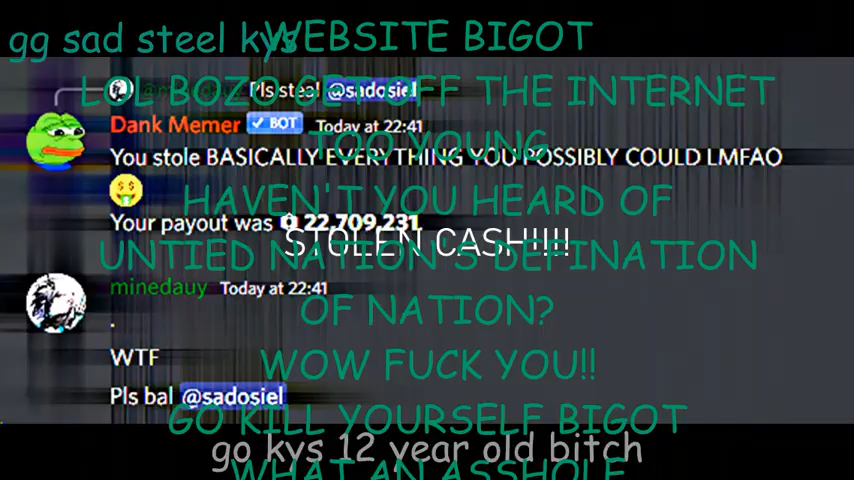 gg sad steel kys
WEBSITE BIGOT
Pls steal @sadosiel
LOL BOZO GET OFF THE INTERNET
Dank Memer ✓ BOT Today at 22:41
TOO YOUNG
You stole BASICALLY EVERYTHING YOU POSSIBLY COULD LMFAO
HAVEN'T YOU HEARD OF
Your payout was 22,709,231
STOLEN CASH!!!!
UNTIED NATION'S DEFINATION
minedauy Today at 22:41
OF NATION?
.
WTF
WOW FUCK YOU!!
Pls bal @sadosiel
GO KILL YOURSELF BIGOT
go kys 12 year old bitch
WHAT AN ASSHOLE